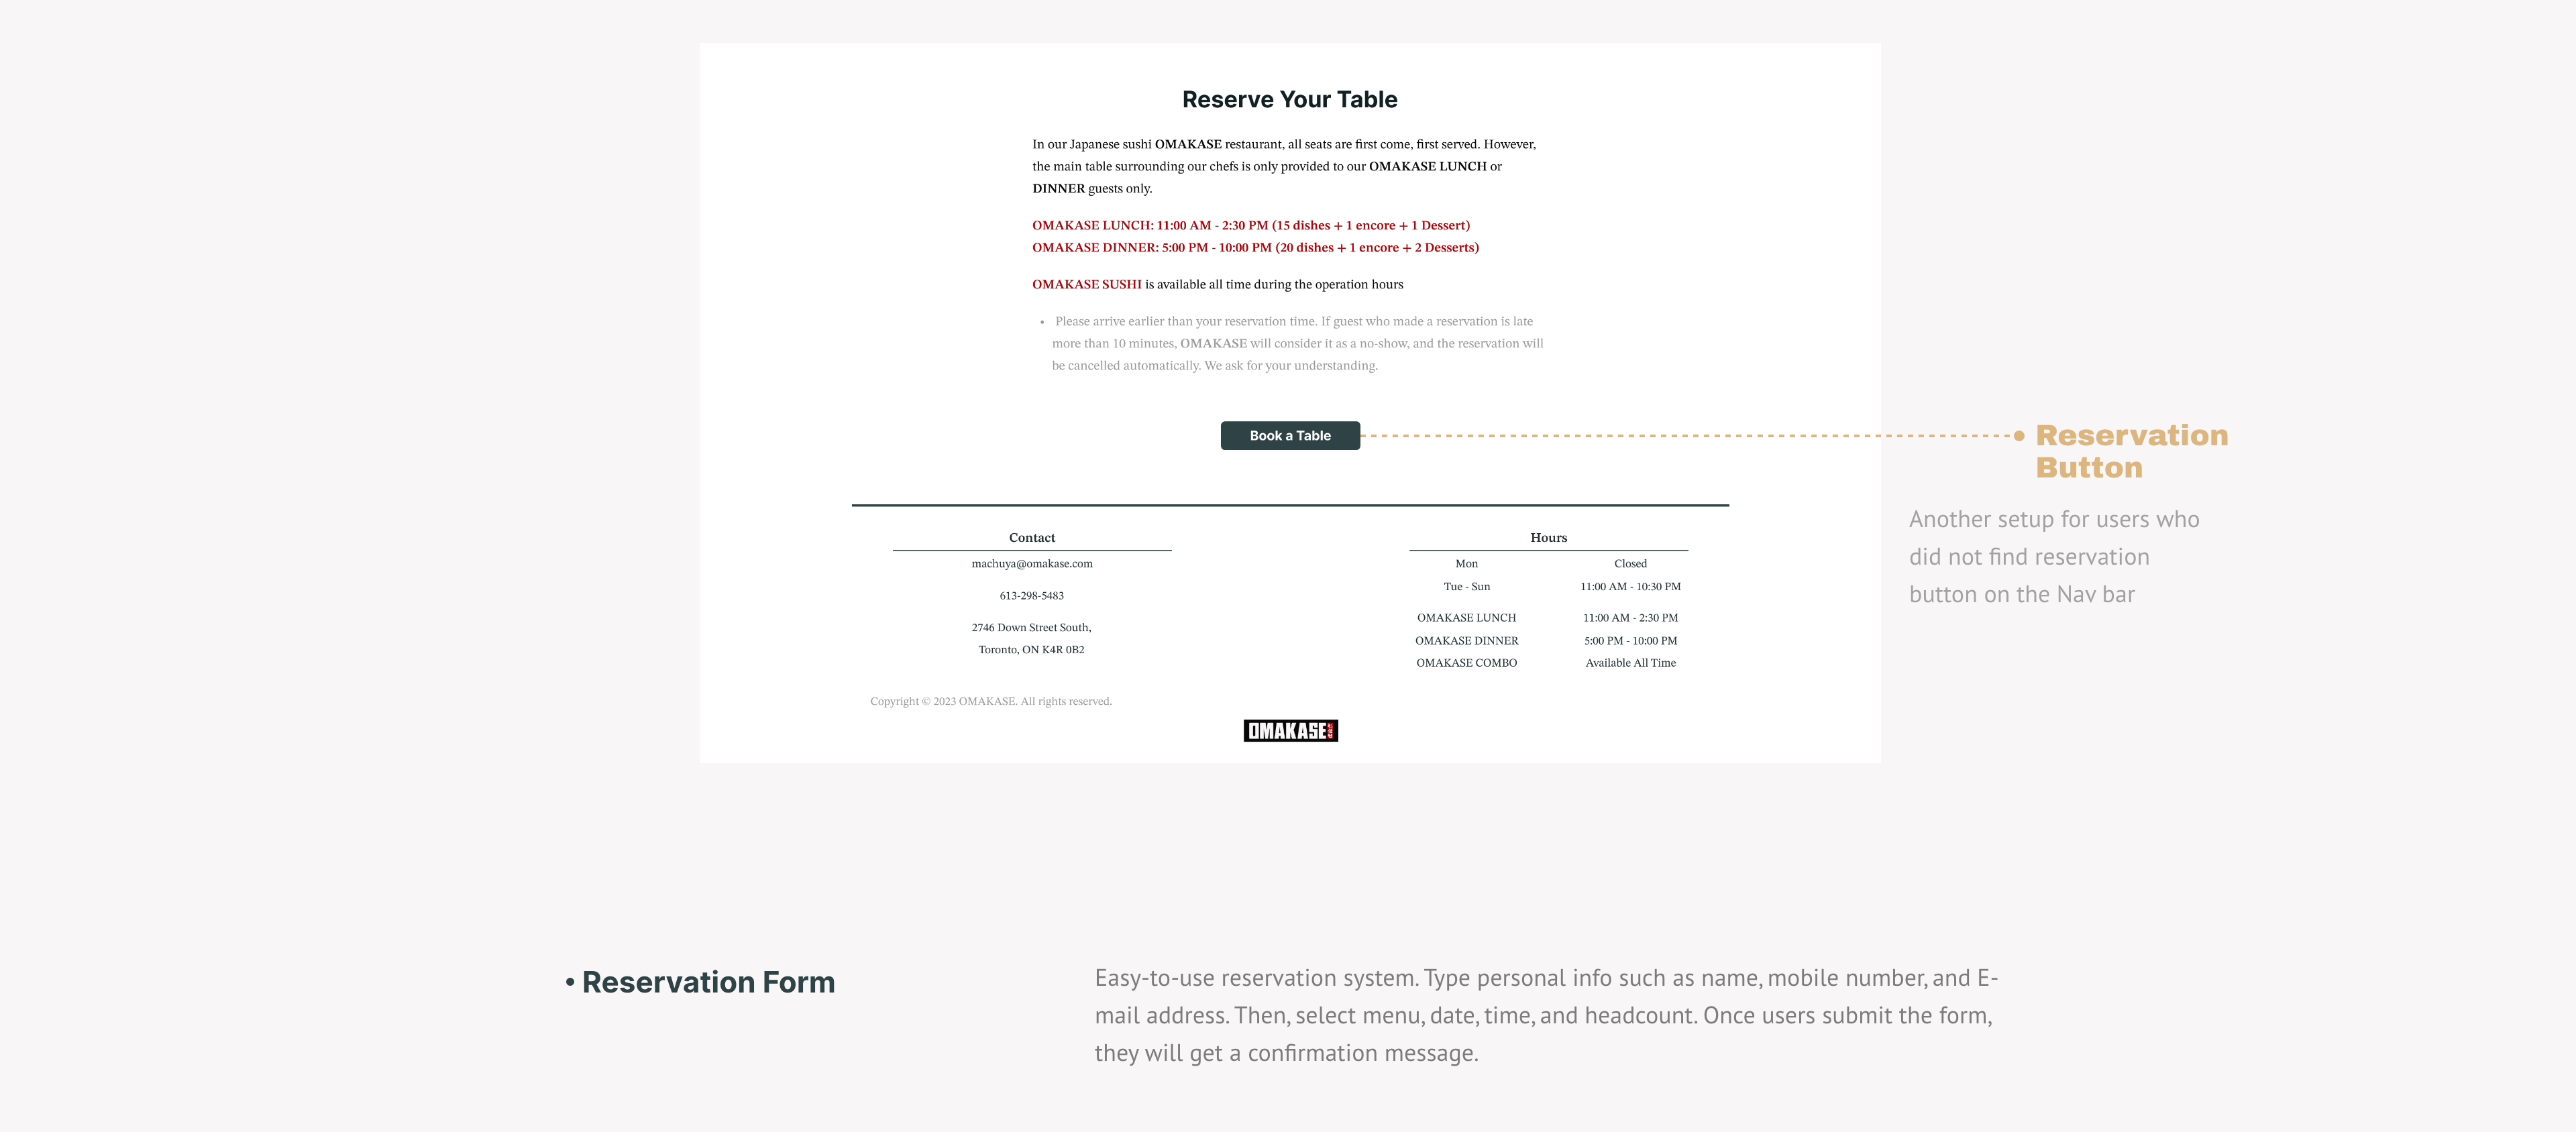 Reserve Your Table
In our Japanese sushi OMAKASE restaurant, all seats are first come, first served. However,
the main table surrounding our chefs is only provided to our OMAKASE LUNCH or
DINNER guests only.
OMAKASE LUNCH: 11:00 AM - 2:30 PM (15 dishes + 1 encore + 1 Dessert)
OMAKASE DINNER: 5:00 PM - 10:00 PM (20 dishes + 1 encore + 2 Desserts)
OMAKASE SUSHI is available all time during the operation hours
• Please arrive earlier than your reservation time. If guest who made a reservation is late
more than 10 minutes, OMAKASE will consider it as a no-show, and the reservation will
be cancelled automatically. We ask for your understanding.
Book a Table
Reservation
Button
Another setup for users who
did not find reservation
button on the Nav bar
Contact
machuya@omakase.com
613-298-5483
2746 Down Street South,
Toronto, ON K4R 0B2
Hours
Mon Closed
Tue - Sun 11:00 AM - 10:30 PM
OMAKASE LUNCH 11:00 AM - 2:30 PM
OMAKASE DINNER 5:00 PM - 10:00 PM
OMAKASE COMBO Available All Time
Copyright © 2023 OMAKASE. All rights reserved.
OMAKASE
• Reservation Form
Easy-to-use reservation system. Type personal info such as name, mobile number, and E-
mail address. Then, select menu, date, time, and headcount. Once users submit the form,
they will get a confirmation message.